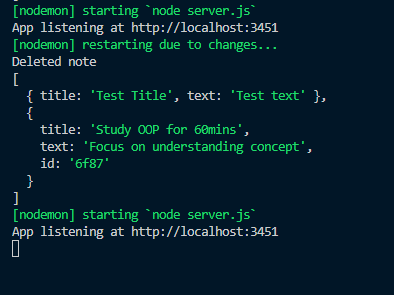 [nodemon] starting `node server.js`
App listening at http://localhost:3451
[nodemon] restarting due to changes...
Deleted note
[
  { title: 'Test Title', text: 'Test text' },
  {
    title: 'Study OOP for 60mins',
    text: 'Focus on understanding concept',
    id: '6f87'
  }
]
[nodemon] starting `node server.js`
App listening at http://localhost:3451